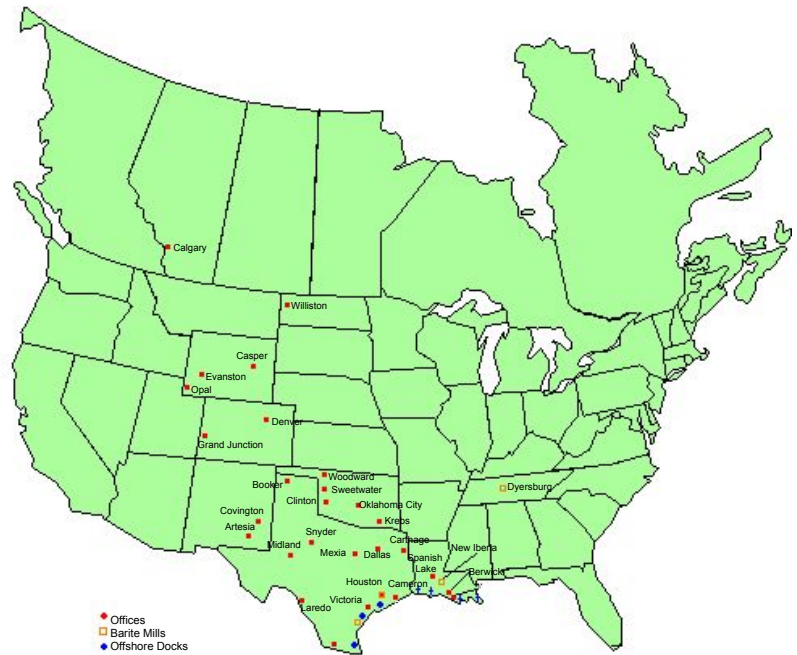 Calgary
Williston
Casper
Evanston
Opal
Denver
Grand Junction
Woodward
Booker
Sweetwater
Dyersburg
Clinton
Oklahoma City
Covington
Krebs
Artesia
Snyder
Carthage
Midland
Mexia
Dallas
Spanish
Lake
New Iberia
Berwick
Houston
Cameron
Victoria
Laredo
Offices
Barite Mills
Offshore Docks